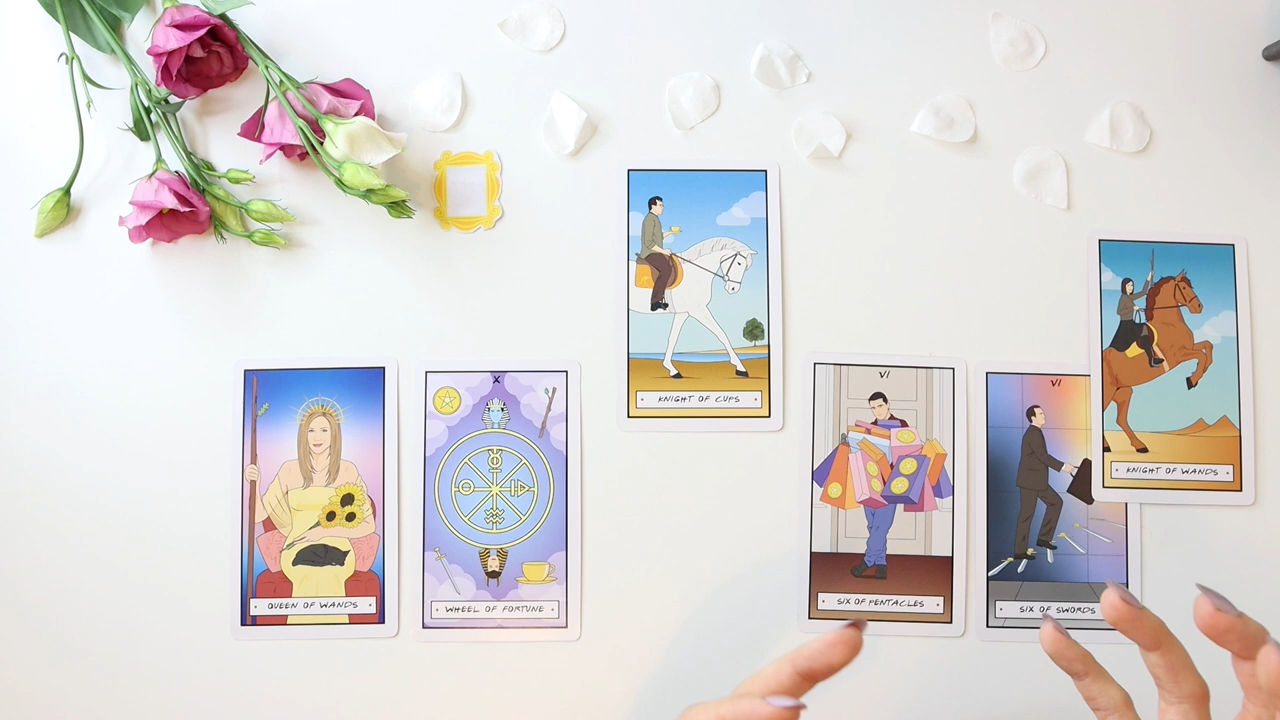 KNIGHT OF CUPS
KNIGHT OF WANDS
QUEEN OF WANDS
X
WHEEL OF FORTUNE
VI
SIX OF PENTACLES
VI
SIX OF SWORDS